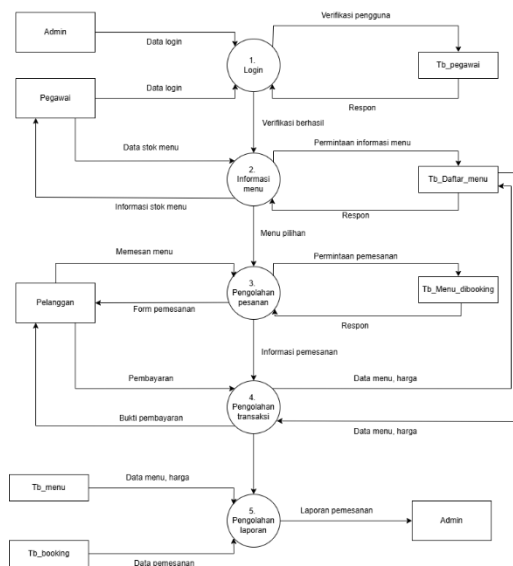 Verifikasi pengguna
Admin
Data login
1.
Login
Tb_pegawai
Pegawai
Data login
Respon
Verifikasi berhasil
Data stok menu
Permintaan informasi menu
2.
Informasi
menu
Tb_Daftar_menu
Informasi stok menu
Respon
Menu pilihan
Memesan menu
Permintaan pemesanan
3.
Pengolahan
pesanan
Pelanggan
Form pemesanan
Tb_Menu_dibooking
Respon
Informasi pemesanan
Pembayaran
Data menu, harga
4.
Pengolahan
transaksi
Bukti pembayaran
Data menu, harga
Data menu, harga
Tb_menu
5.
Pengolahan
laporan
Laporan pemesanan
Admin
Tb_booking
Data pemesanan